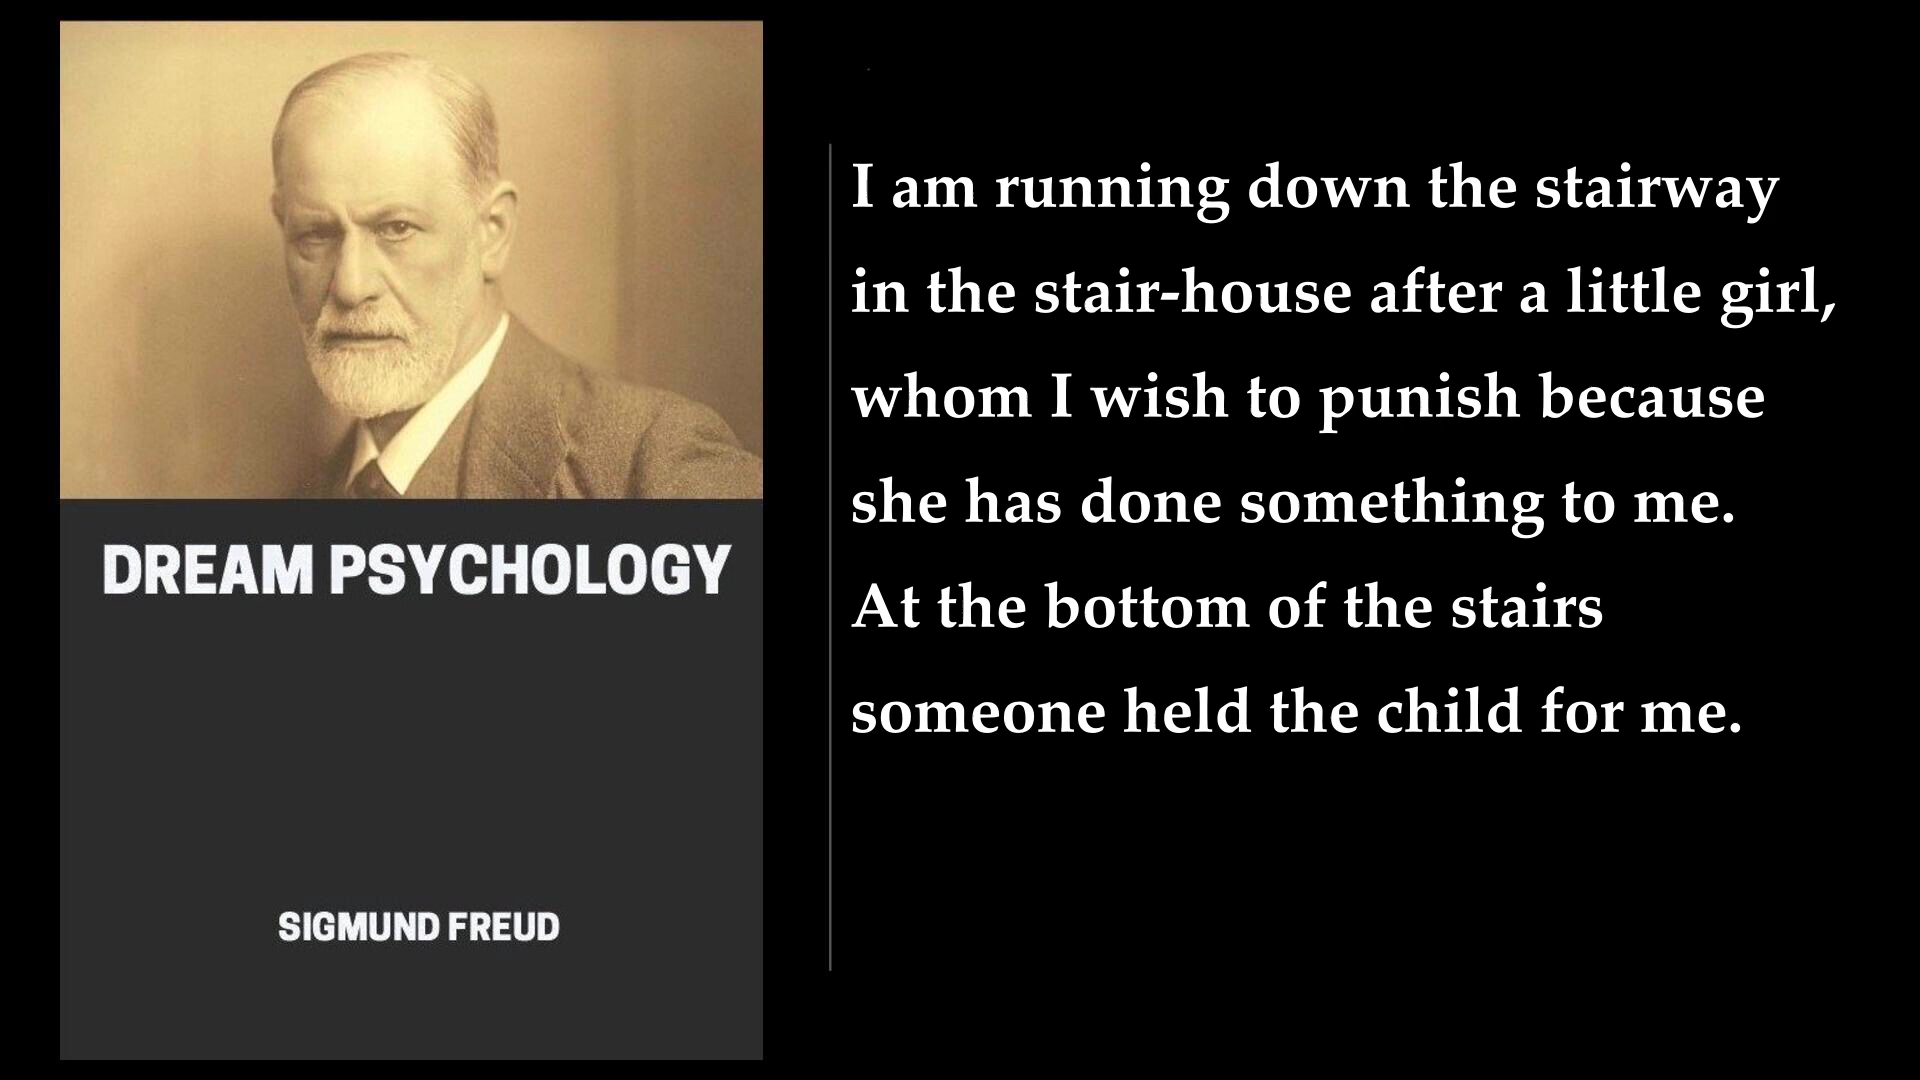 DREAM PSYCHOLOGY
SIGMUND FREUD
I am running down the stairway
in the stair-house after a little girl,
whom I wish to punish because
she has done something to me.
At the bottom of the stairs
someone held the child for me.